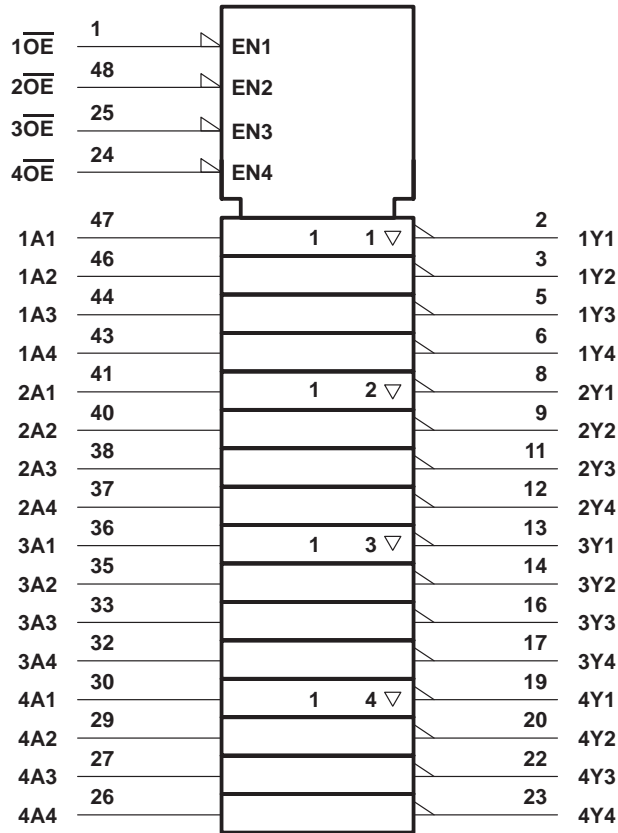 1O̅E̅ 1 EN1
2O̅E̅ 48 EN2
3O̅E̅ 25 EN3
4O̅E̅ 24 EN4
1A1 47 1 1 ▽ 2 1Y1
1A2 46 3 1Y2
1A3 44 5 1Y3
1A4 43 6 1Y4
2A1 41 1 2 ▽ 8 2Y1
2A2 40 9 2Y2
2A3 38 11 2Y3
2A4 37 12 2Y4
3A1 36 1 3 ▽ 13 3Y1
3A2 35 14 3Y2
3A3 33 16 3Y3
3A4 32 17 3Y4
4A1 30 1 4 ▽ 19 4Y1
4A2 29 20 4Y2
4A3 27 22 4Y3
4A4 26 23 4Y4